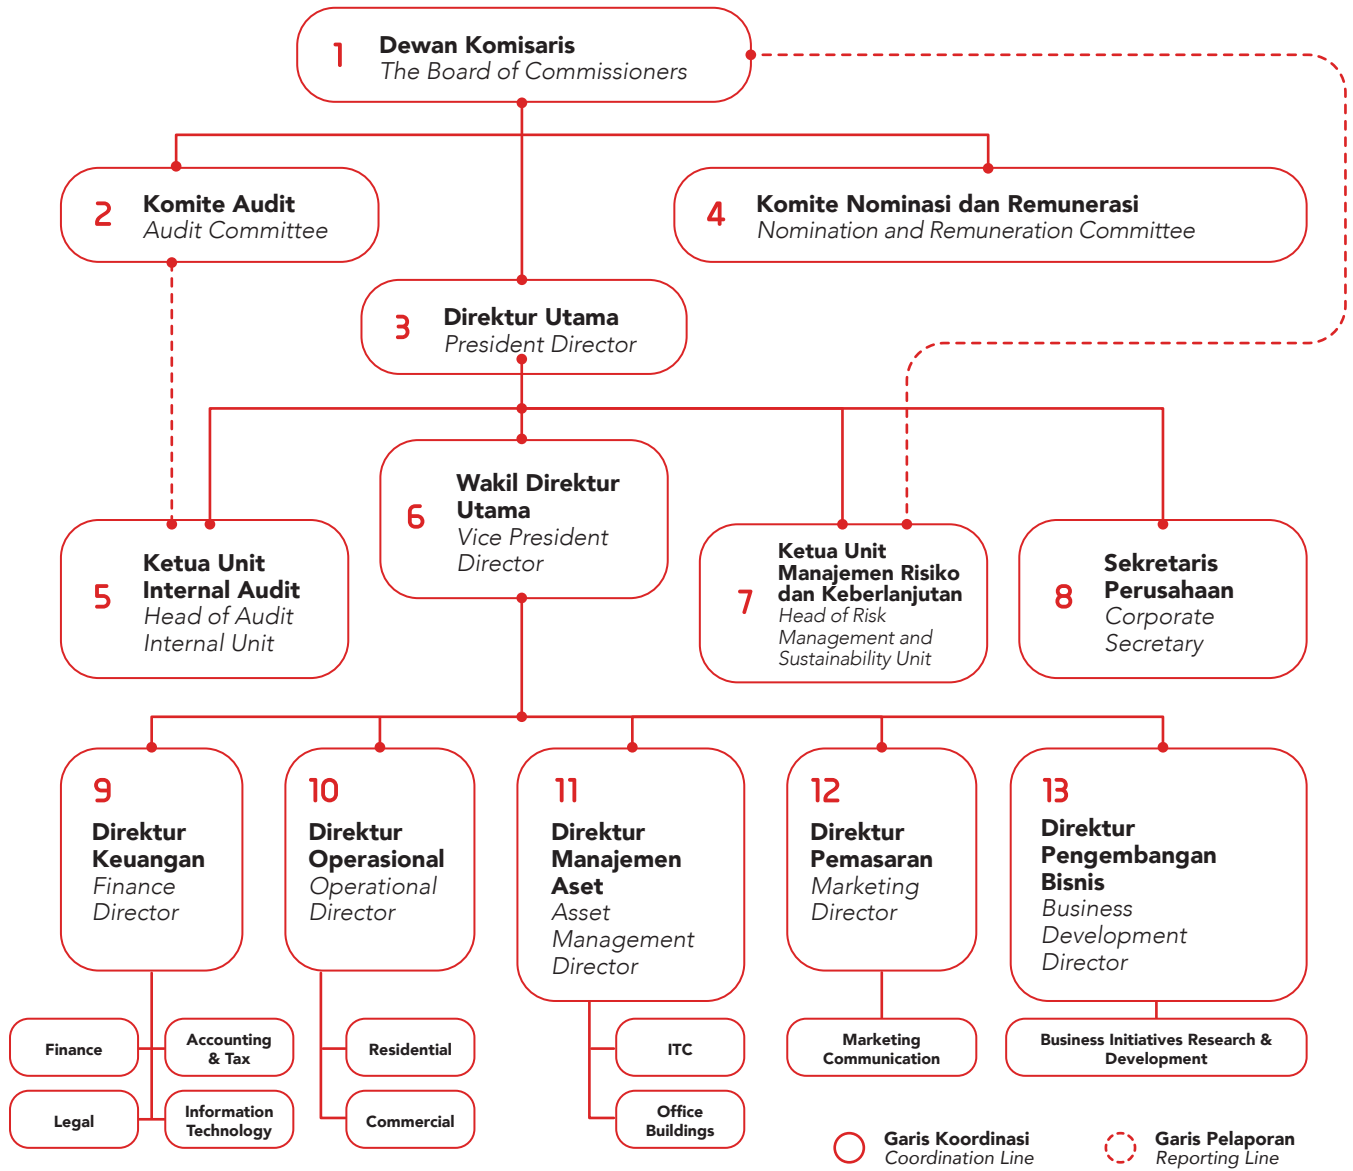 1
Dewan Komisaris
The Board of Commissioners
2
Komite Audit
Audit Committee
4
Komite Nominasi dan Remunerasi
Nomination and Remuneration Committee
3
Direktur Utama
President Director
5
Ketua Unit
Internal Audit
Head of Audit
Internal Unit
6
Wakil Direktur
Utama
Vice President
Director
7
Ketua Unit
Manajemen Risiko
dan Keberlanjutan
Head of Risk
Management and
Sustainability Unit
8
Sekretaris
Perusahaan
Corporate
Secretary
9
Direktur
Keuangan
Finance
Director
10
Direktur
Operasional
Operational
Director
11
Direktur
Manajemen
Aset
Asset
Management
Director
12
Direktur
Pemasaran
Marketing
Director
13
Direktur
Pengembangan
Bisnis
Business
Development
Director
Finance
Accounting
& Tax
Legal
Information
Technology
Residential
Commercial
ITC
Office
Buildings
Marketing
Communication
Business Initiatives Research &
Development
Garis Koordinasi
Coordination Line
Garis Pelaporan
Reporting Line